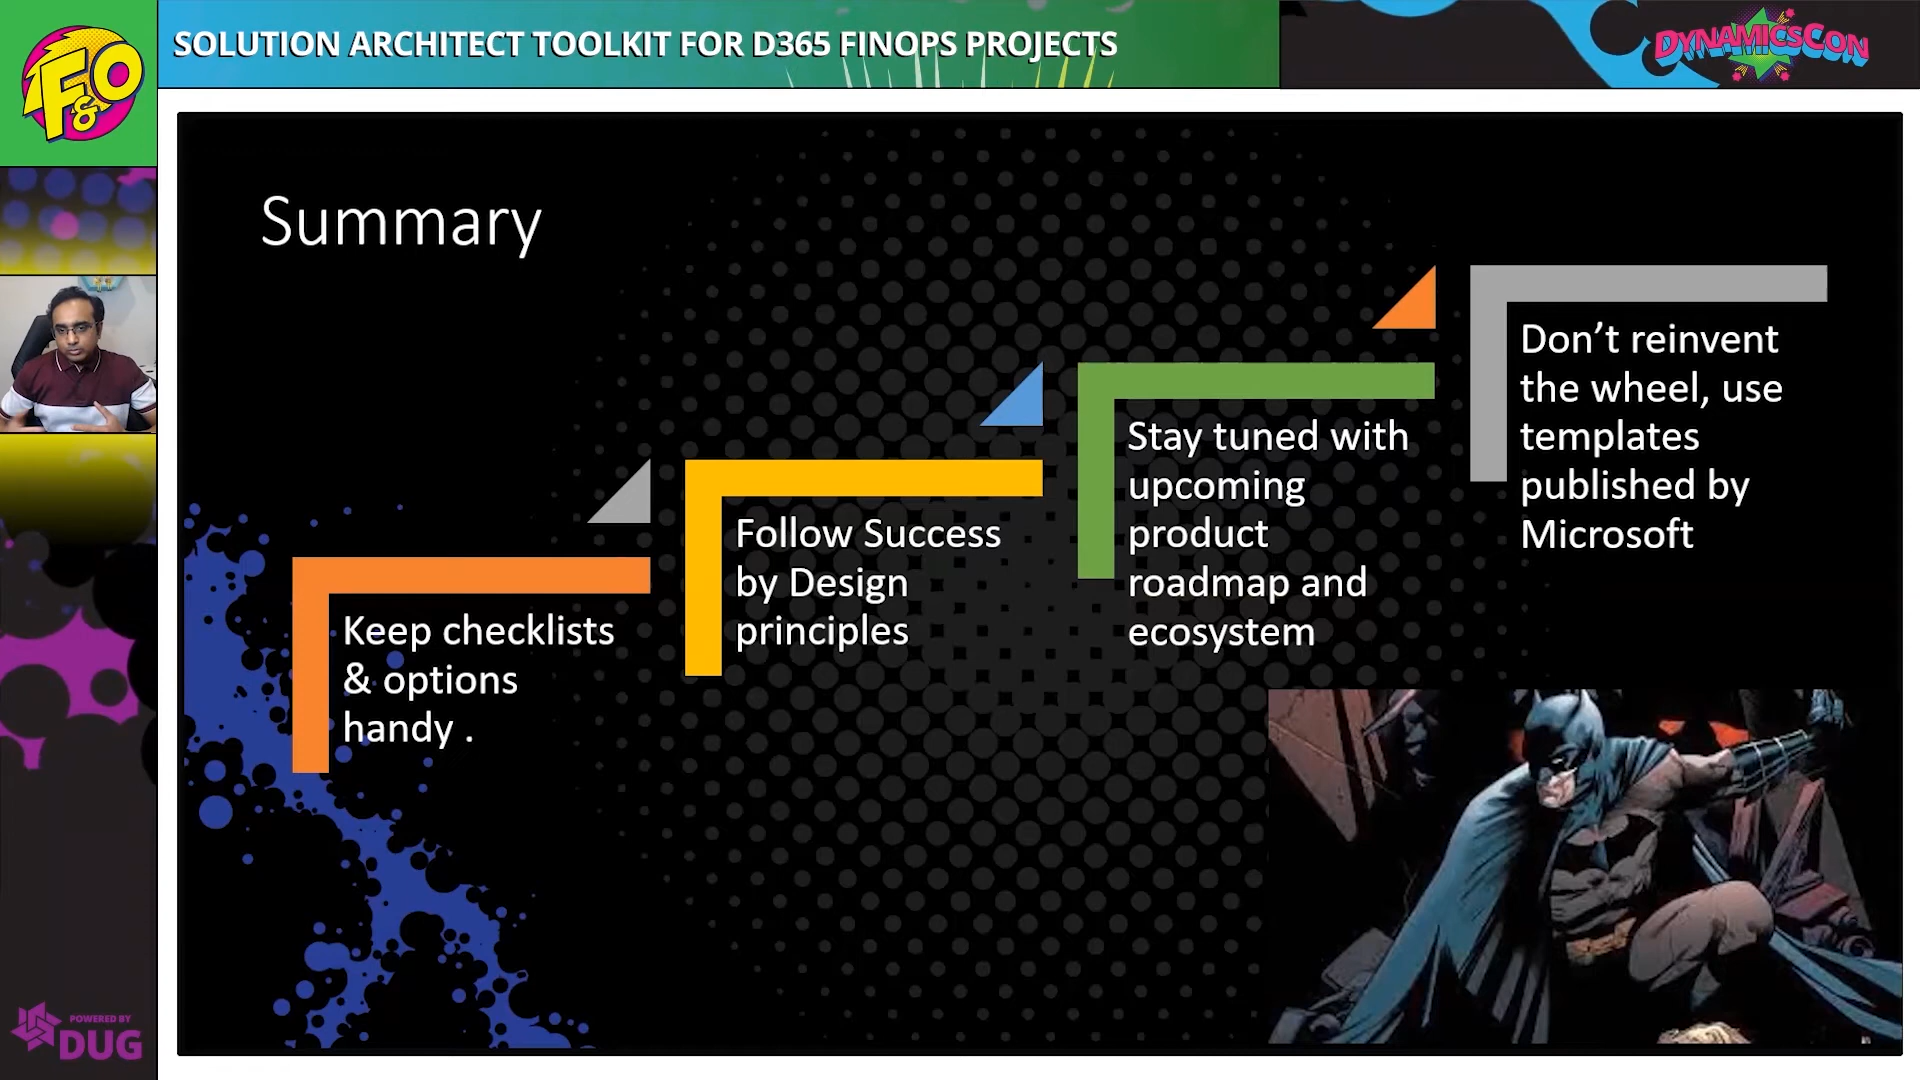 F&O
SOLUTION ARCHITECT TOOLKIT FOR D365 FINOPS PROJECTS
DYNAMICSCON
Summary
Keep checklists
& options
handy .
Follow Success
by Design
principles
Stay tuned with
upcoming
product
roadmap and
ecosystem
Don’t reinvent
the wheel, use
templates
published by
Microsoft
POWERED BY
DUG